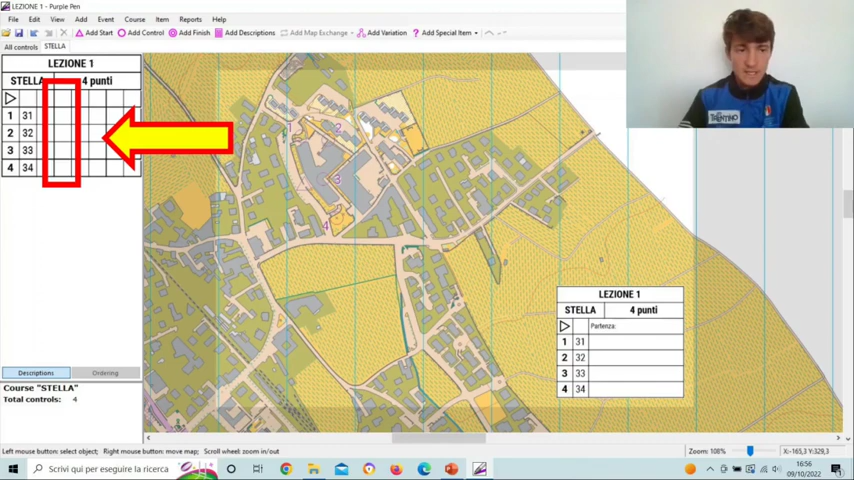 LEZIONE 1 - Purple Pen
File Edit View Add Event Course Item Reports Help
Add Start Add Control Add Finish Add Descriptions Add Map Exchange Add Variation Add Special Item
All controls STELLA
LEZIONE 1
STELLA 4 punti
1 31
2 32
3 33
4 34
1
2
3
4
TRENTINO
LEZIONE 1
STELLA 4 punti
Partenza:
1 31
2 32
3 33
4 34
Descriptions Ordering
Course "STELLA"
Total controls: 4
Left mouse button: select object; Right mouse button: move map; Scroll wheel: zoom in/out
Zoom: 108%
X:-165,3 Y:329,3
Scrivi qui per eseguire la ricerca
16:56
09/10/2022